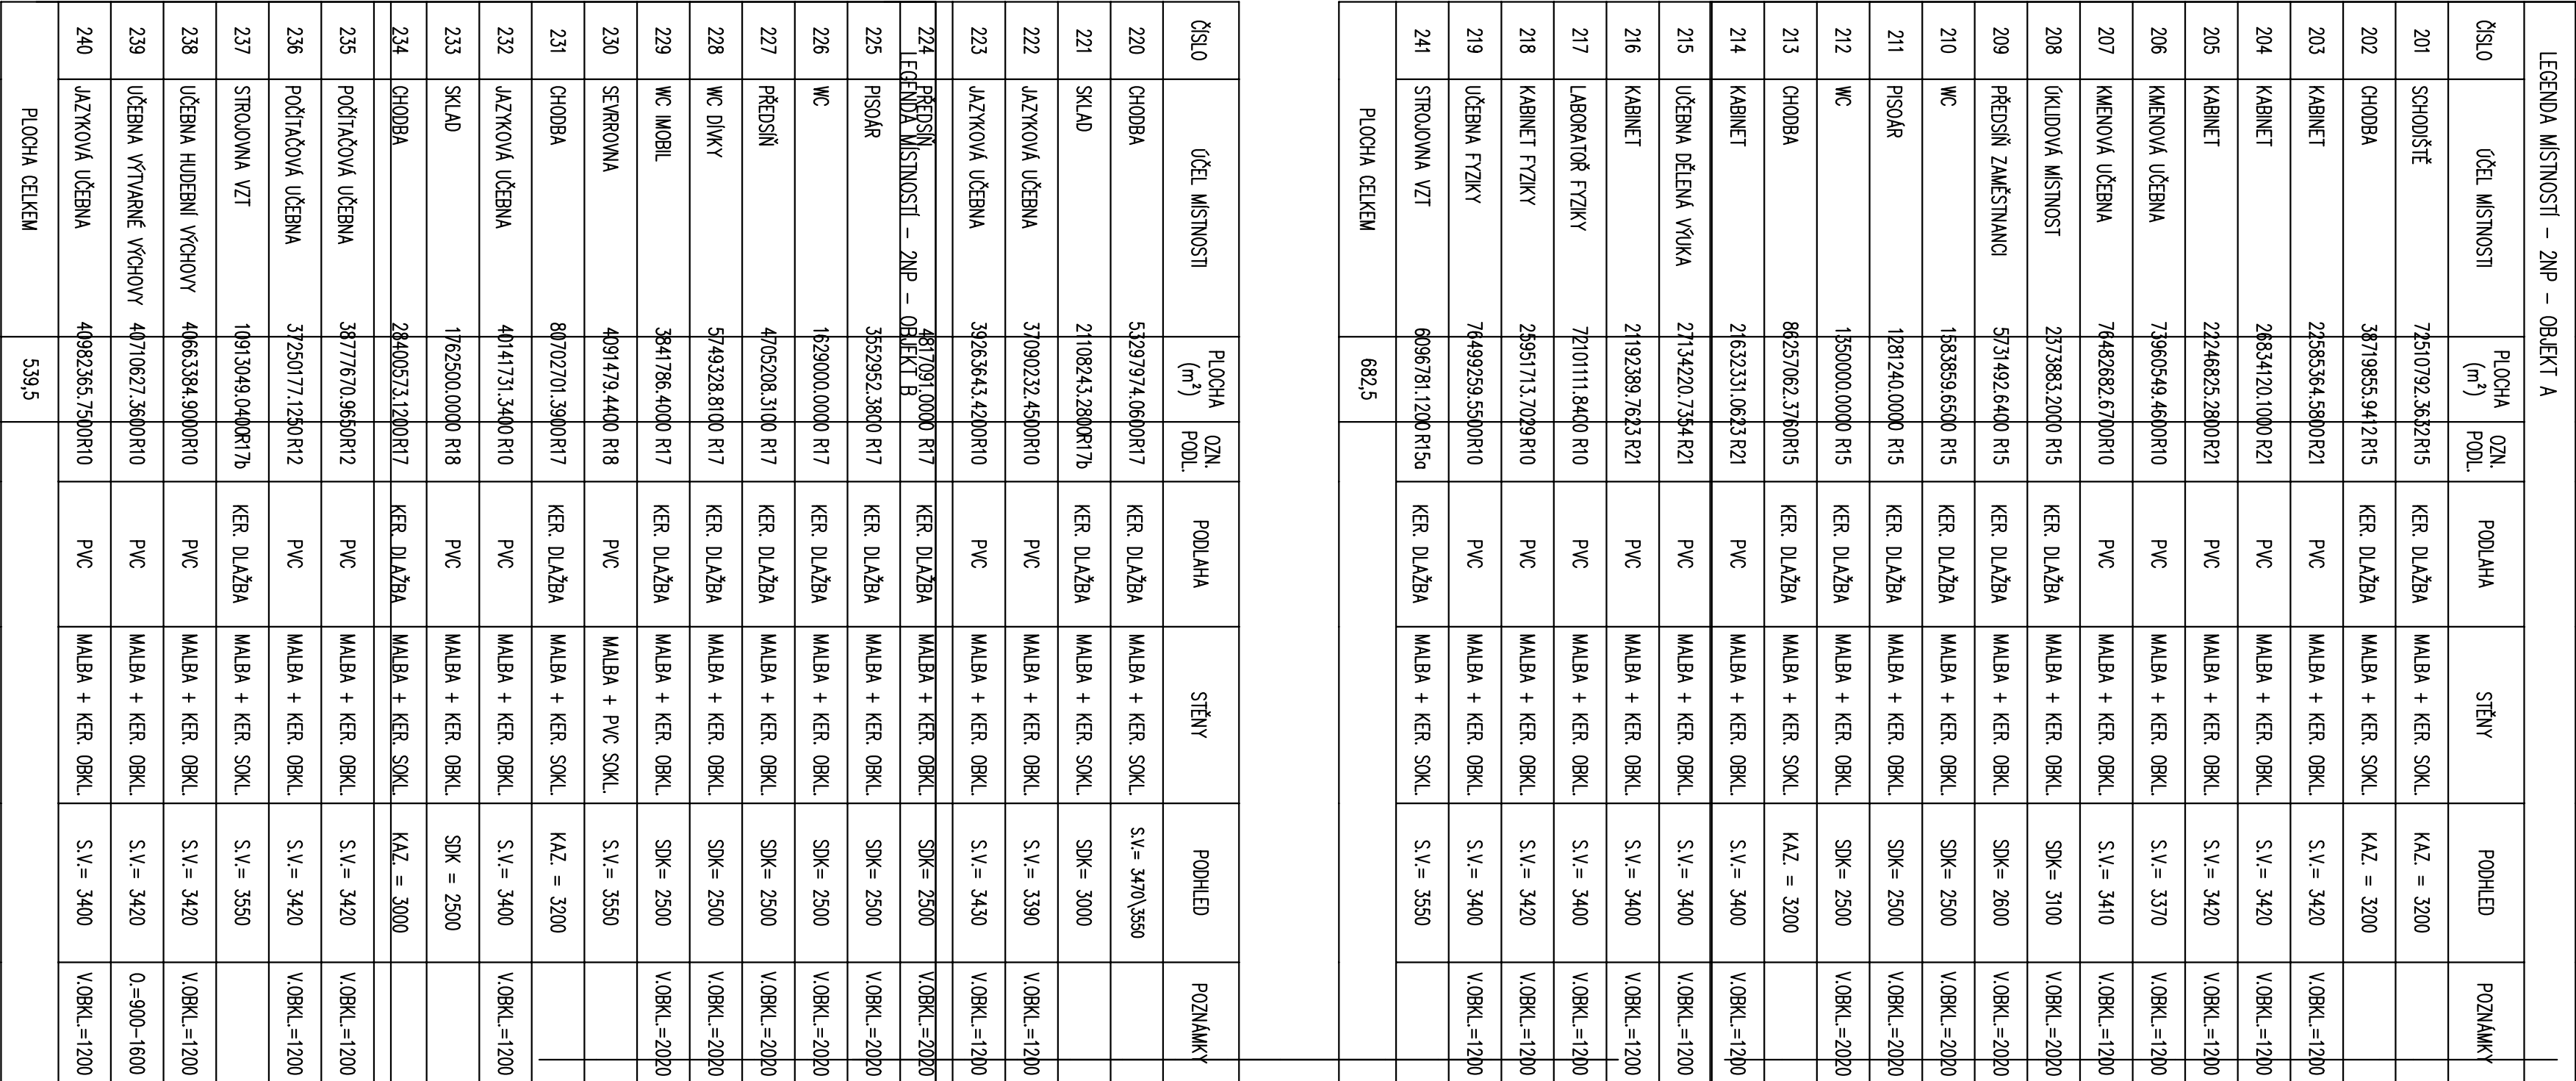 LEGENDA MÍSTNOSTÍ – 2NP – OBJEKT A
ČÍSLO ÚČEL MÍSTNOSTI PLOCHA (m²) OZN. PODL. PODLAHA STĚNY PODHLED POZNÁMKY
201 SCHODIŠTĚ 72510792.3632 R15 KER. DLAŽBA MALBA + KER. SOKL. KAZ. = 3200
202 CHODBA 38719855.9412 R15 KER. DLAŽBA MALBA + KER. SOKL. KAZ. = 3200
203 KABINET 22585364.5800 R21 PVC MALBA + KER. OBKL. S.V.= 3420 V.OBKL.=1200
204 KABINET 26834120.1000 R21 PVC MALBA + KER. OBKL. S.V.= 3420 V.OBKL.=1200
205 KABINET 22246825.2800 R21 PVC MALBA + KER. OBKL. S.V.= 3420 V.OBKL.=1200
206 KMENOVÁ UČEBNA 73960549.4600 R10 PVC MALBA + KER. OBKL. S.V.= 3370 V.OBKL.=1200
207 KMENOVÁ UČEBNA 76482682.6700 R10 PVC MALBA + KER. OBKL. S.V.= 3410 V.OBKL.=1200
208 ÚKLIDOVÁ MÍSTNOST 2373883.2000 R15 KER. DLAŽBA MALBA + KER. OBKL. SDK= 3100 V.OBKL.=2020
209 PŘEDSÍŇ ZAMĚSTNANCI 5731492.6400 R15 KER. DLAŽBA MALBA + KER. OBKL. SDK= 2600 V.OBKL.=2020
210 WC 1583859.6500 R15 KER. DLAŽBA MALBA + KER. OBKL. SDK= 2500 V.OBKL.=2020
211 PISOÁR 1281240.0000 R15 KER. DLAŽBA MALBA + KER. OBKL. SDK= 2500 V.OBKL.=2020
212 WC 1350000.0000 R15 KER. DLAŽBA MALBA + KER. OBKL. SDK= 2500 V.OBKL.=2020
213 CHODBA 86257062.3760 R15 KER. DLAŽBA MALBA + KER. SOKL. KAZ. = 3200
214 KABINET 21632331.0623 R21 PVC MALBA + KER. OBKL. S.V.= 3400 V.OBKL.=1200
215 UČEBNA DĚLENÁ VÝUKA 27134220.7354 R21 PVC MALBA + KER. OBKL. S.V.= 3400 V.OBKL.=1200
216 KABINET 21192389.7623 R21 PVC MALBA + KER. OBKL. S.V.= 3400 V.OBKL.=1200
217 LABORATOŘ FYZIKY 72101111.8400 R10 PVC MALBA + KER. OBKL. S.V.= 3400 V.OBKL.=1200
218 KABINET FYZIKY 25951713.7029 R10 PVC MALBA + KER. OBKL. S.V.= 3420 V.OBKL.=1200
219 UČEBNA FYZIKY 76499259.5500 R10 PVC MALBA + KER. OBKL. S.V.= 3400 V.OBKL.=1200
241 STROJOVNA VZT 6096781.1200 R15a KER. DLAŽBA MALBA + KER. SOKL. S.V.= 3550
PLOCHA CELKEM 682,5
ČÍSLO ÚČEL MÍSTNOSTI PLOCHA (m²) OZN. PODL. PODLAHA STĚNY PODHLED POZNÁMKY
220 CHODBA 53297974.0600 R17 KER. DLAŽBA MALBA + KER. SOKL. S.V.= 3470\3550
221 SKLAD 21108243.2800 R17b KER. DLAŽBA MALBA + KER. SOKL. SDK= 3000
222 JAZYKOVÁ UČEBNA 37090232.4500 R10 PVC MALBA + KER. OBKL. S.V.= 3390 V.OBKL.=1200
223 JAZYKOVÁ UČEBNA 39263643.4200 R10 PVC MALBA + KER. OBKL. S.V.= 3430 V.OBKL.=1200
224 PŘEDSÍŇ 4817091.0000 R17 KER. DLAŽBA MALBA + KER. OBKL. SDK= 2500 V.OBKL.=2020
LEGENDA MÍSTNOSTÍ – 2NP – OBJEKT B
225 PISOÁR 3552952.3800 R17 KER. DLAŽBA MALBA + KER. OBKL. SDK= 2500 V.OBKL.=2020
226 WC 1629000.0000 R17 KER. DLAŽBA MALBA + KER. OBKL. SDK= 2500 V.OBKL.=2020
227 PŘEDSÍŇ 4705208.3100 R17 KER. DLAŽBA MALBA + KER. OBKL. SDK= 2500 V.OBKL.=2020
228 WC DÍVKY 5749328.8100 R17 KER. DLAŽBA MALBA + KER. OBKL. SDK= 2500 V.OBKL.=2020
229 WC IMOBIL 3841786.4000 R17 KER. DLAŽBA MALBA + KER. OBKL. SDK= 2500 V.OBKL.=2020
230 SEVRROVNA 4091479.4400 R18 PVC MALBA + PVC SOKL. S.V.= 3550
231 CHODBA 80702701.3900 R17 KER. DLAŽBA MALBA + KER. SOKL. KAZ. = 3200
232 JAZYKOVÁ UČEBNA 40141731.3400 R10 PVC MALBA + KER. OBKL. S.V.= 3400 V.OBKL.=1200
233 SKLAD 1762500.0000 R18 PVC MALBA + KER. OBKL. SDK = 2500
234 CHODBA 28400573.1200 R17 KER. DLAŽBA MALBA + KER. SOKL. KAZ. = 3000
235 POČÍTAČOVÁ UČEBNA 38777670.9650 R12 PVC MALBA + KER. OBKL. S.V.= 3420 V.OBKL.=1200
236 POČÍTAČOVÁ UČEBNA 37250177.1250 R12 PVC MALBA + KER. OBKL. S.V.= 3420 V.OBKL.=1200
237 STROJOVNA VZT 10913049.0400 R17b KER. DLAŽBA MALBA + KER. SOKL. S.V.= 3550
238 UČEBNA HUDEBNÍ VÝCHOVY 40663384.9000 R10 PVC MALBA + KER. OBKL. S.V.= 3420 V.OBKL.=1200
239 UČEBNA VÝTVARNÉ VÝCHOVY 40710627.3600 R10 PVC MALBA + KER. OBKL. S.V.= 3420 O.=900-1600
240 JAZYKOVÁ UČEBNA 40982365.7500 R10 PVC MALBA + KER. OBKL. S.V.= 3400 V.OBKL.=1200
PLOCHA CELKEM 539,5